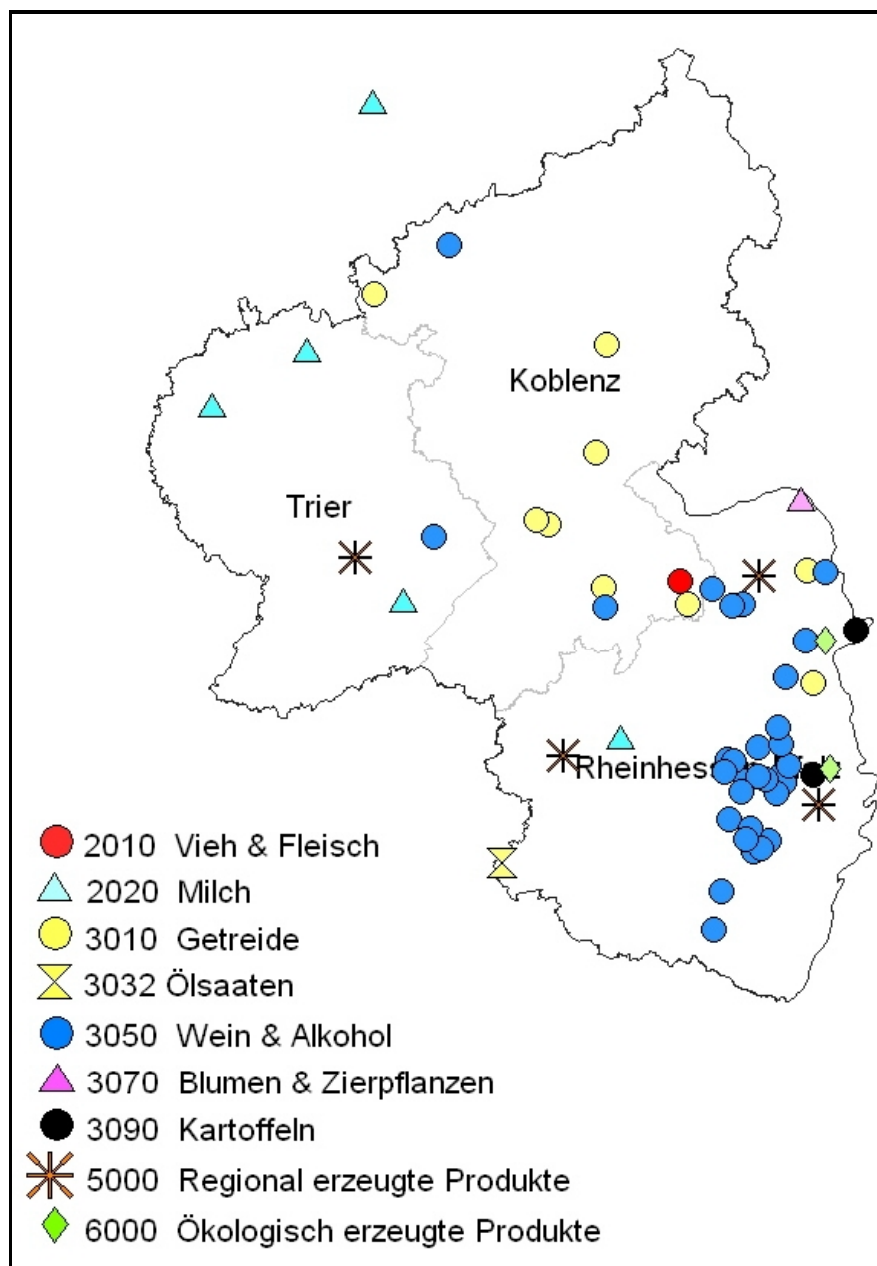 Koblenz
Trier
2010 Vieh & Fleisch
2020 Milch
3010 Getreide
3032 Ölsaaten
3050 Wein & Alkohol
3070 Blumen & Zierpflanzen
3090 Kartoffeln
5000 Regional erzeugte Produkte
6000 Ökologisch erzeugte Produkte